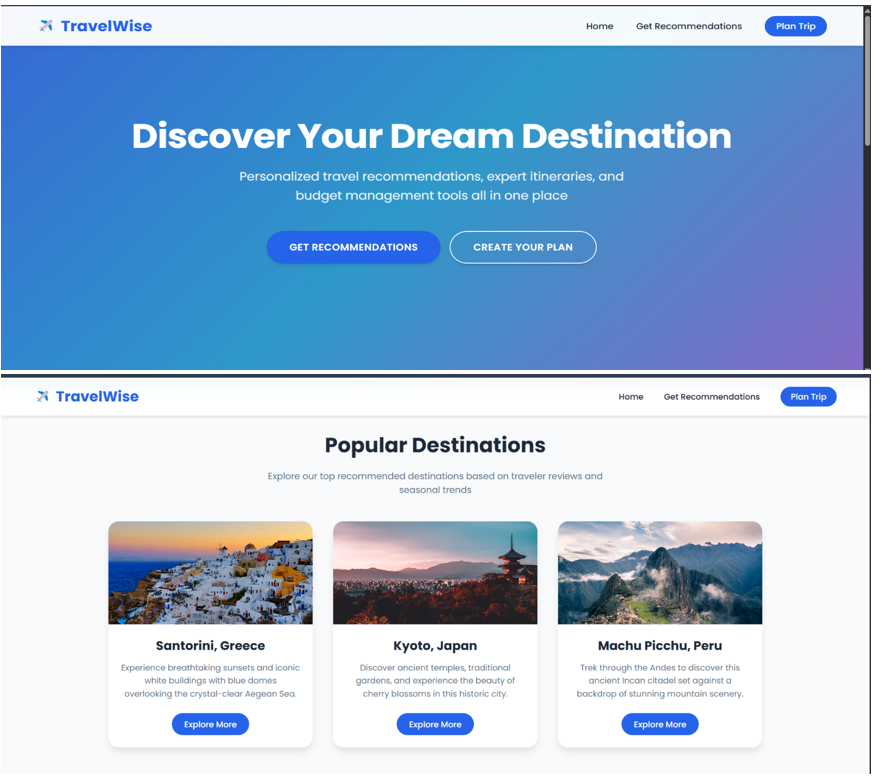 TravelWise
Home
Get Recommendations
Plan Trip
Discover Your Dream Destination
Personalized travel recommendations, expert itineraries, and
budget management tools all in one place
GET RECOMMENDATIONS
CREATE YOUR PLAN
TravelWise
Home
Get Recommendations
Plan Trip
Popular Destinations
Explore our top recommended destinations based on traveler reviews and
seasonal trends
Santorini, Greece
Experience breathtaking sunsets and iconic
white buildings with blue domes
overlooking the crystal-clear Aegean Sea.
Explore More
Kyoto, Japan
Discover ancient temples, traditional
gardens, and experience the beauty of
cherry blossoms in this historic city.
Explore More
Machu Picchu, Peru
Trek through the Andes to discover this
ancient Incan citadel set against a
backdrop of stunning mountain scenery.
Explore More